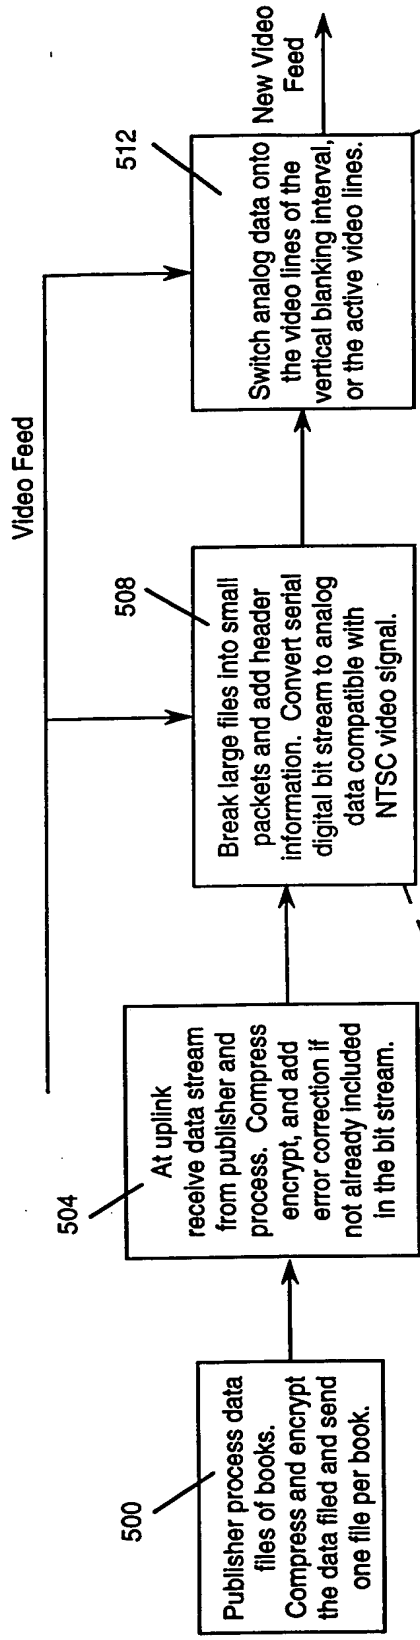 Video Feed
500
Publisher process data
files of books.
Compress and encrypt
the data filed and send
one file per book.
504
At uplink
receive data stream
from publisher and
process. Compress
encrypt, and add
error correction if
not already included
in the bit stream.
508
Break large files into small
packets and add header
information. Convert serial
digital bit stream to analog
data compatible with
NTSC video signal.
512
Switch analog data onto
the video lines of the
vertical blanking interval,
or the active video lines.
New Video
Feed